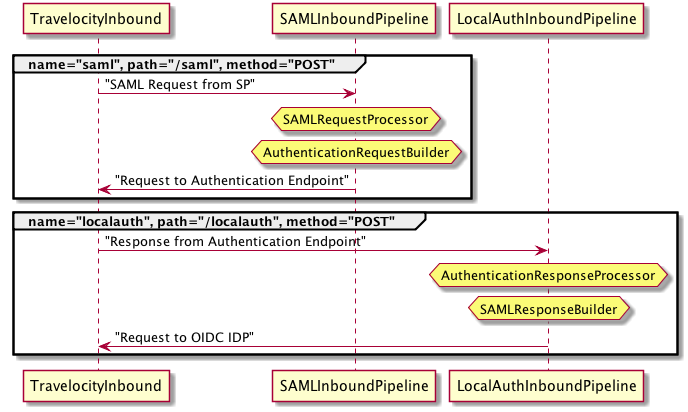 TravelocityInbound SAMLInboundPipeline LocalAuthInboundPipeline
name="saml", path="/saml", method="POST"
"SAML Request from SP"
SAMLRequestProcessor
AuthenticationRequestBuilder
"Request to Authentication Endpoint"
name="localauth", path="/localauth", method="POST"
"Response from Authentication Endpoint"
AuthenticationResponseProcessor
SAMLResponseBuilder
"Request to OIDC IDP"
TravelocityInbound SAMLInboundPipeline LocalAuthInboundPipeline